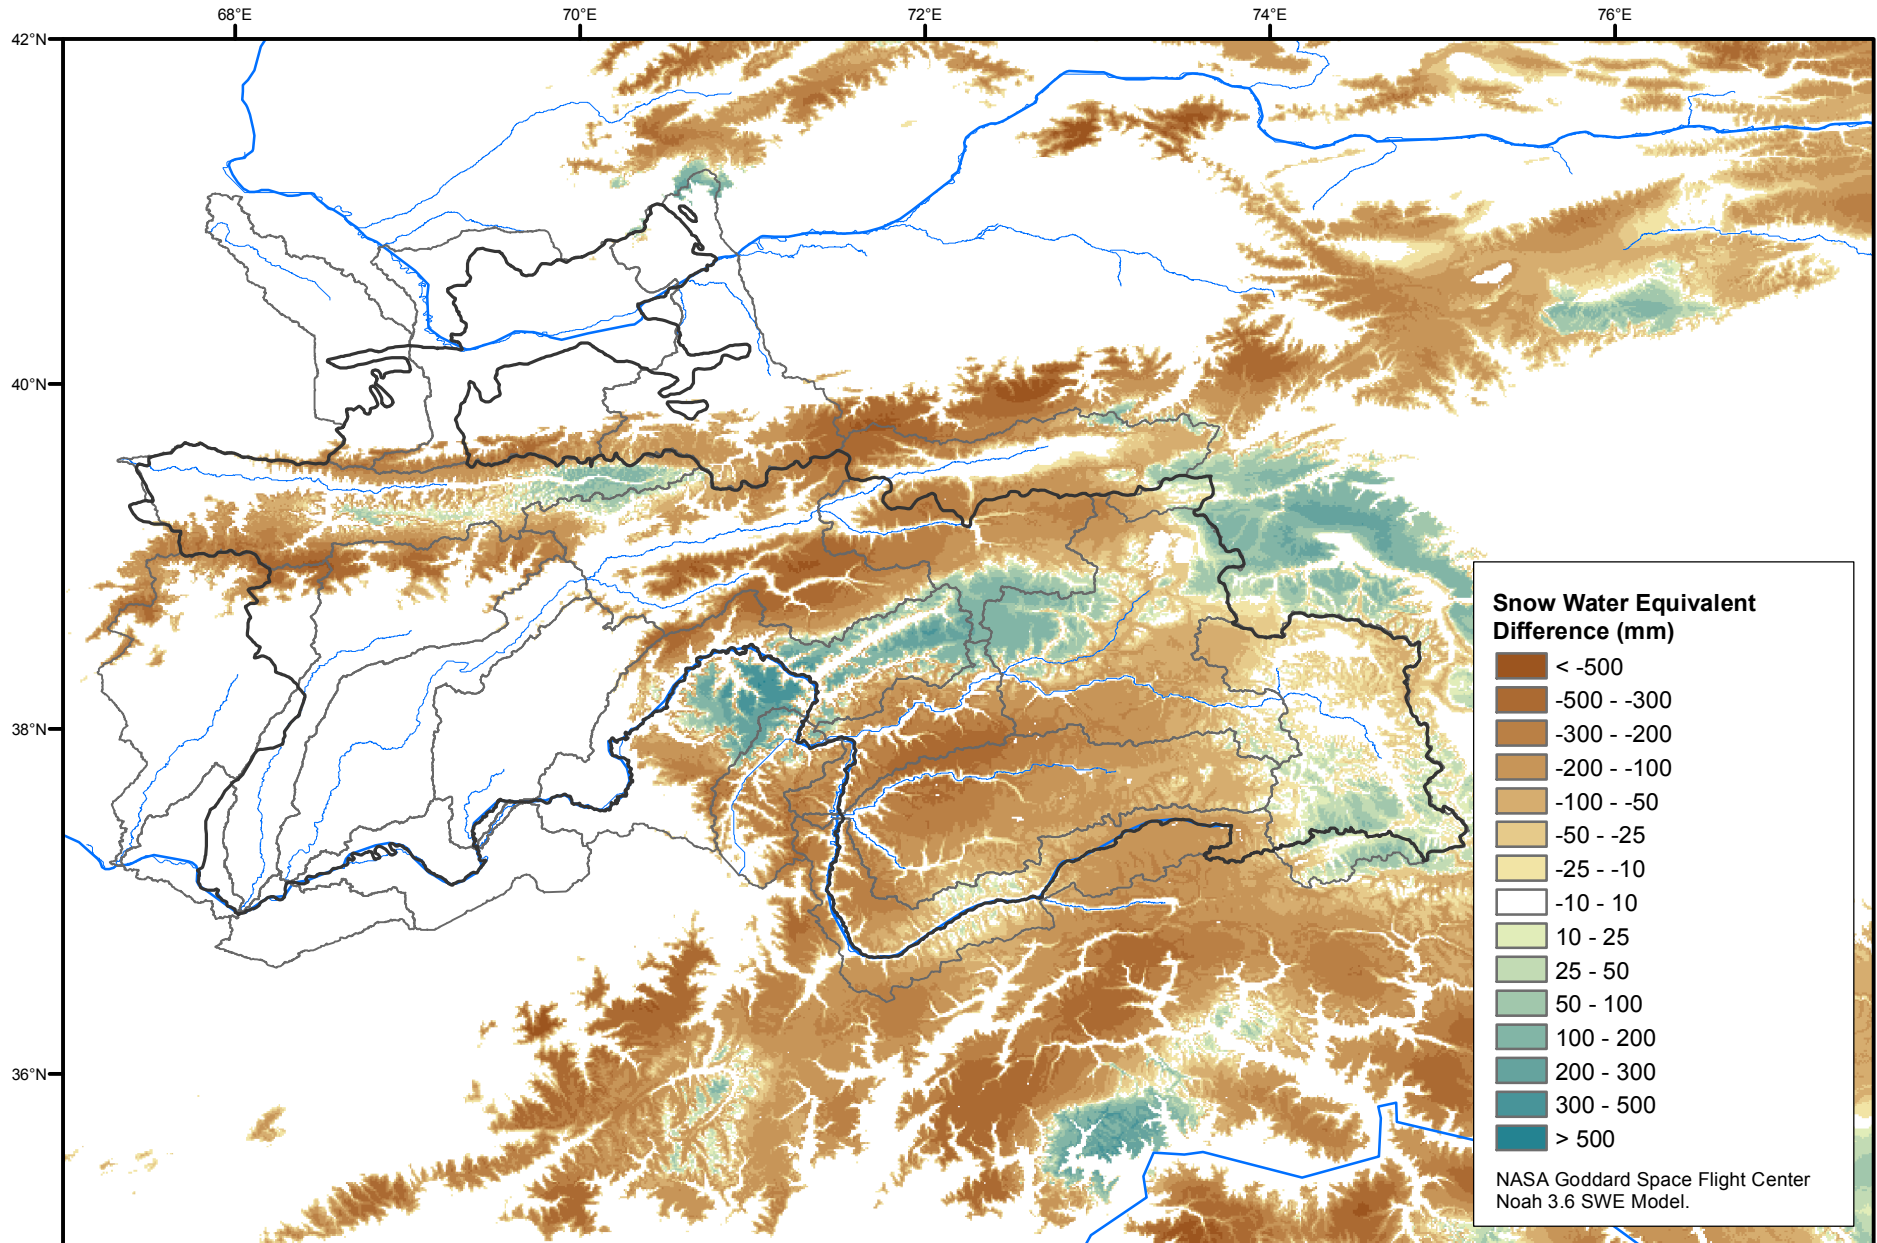 68°E 70°E 72°E 74°E 76°E
42°N
40°N
38°N
36°N
Snow Water Equivalent
Difference (mm)
< -500
-500 - -300
-300 - -200
-200 - -100
-100 - -50
-50 - -25
-25 - -10
-10 - 10
10 - 25
25 - 50
50 - 100
100 - 200
200 - 300
300 - 500
> 500
NASA Goddard Space Flight Center
Noah 3.6 SWE Model.